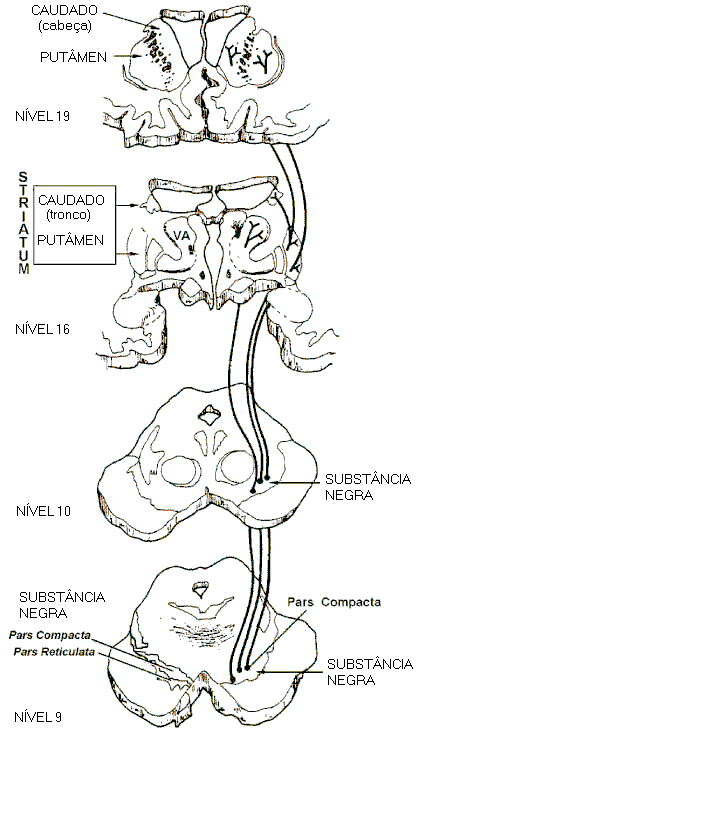 CAUDADO
(cabeça)
PUTÂMEN
NÍVEL 19
STRIATUM
CAUDADO
(tronco)
PUTÂMEN
VA
NÍVEL 16
SUBSTÂNCIA
NEGRA
NÍVEL 10
SUBSTÂNCIA
NEGRA
Pars Compacta
Pars Compacta
Pars Reticulata
SUBSTÂNCIA
NEGRA
NÍVEL 9